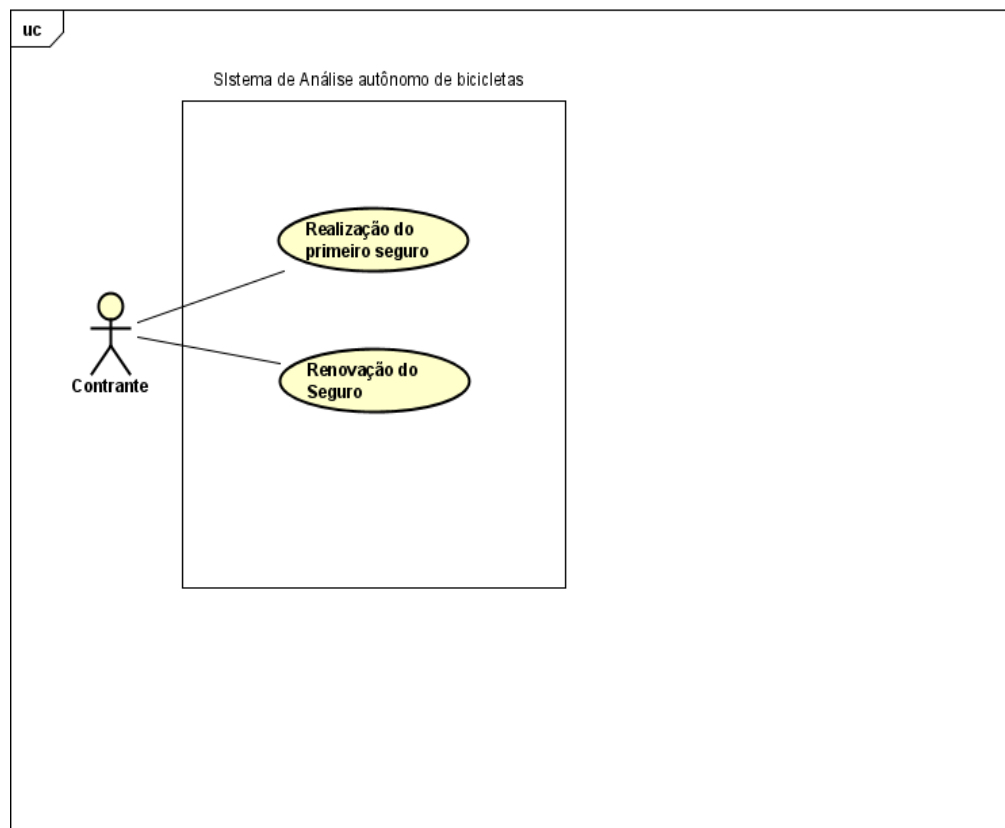 uc
SIstema de Análise autônomo de bicicletas
Realização do
primeiro seguro
Contrante
Renovação do
Seguro